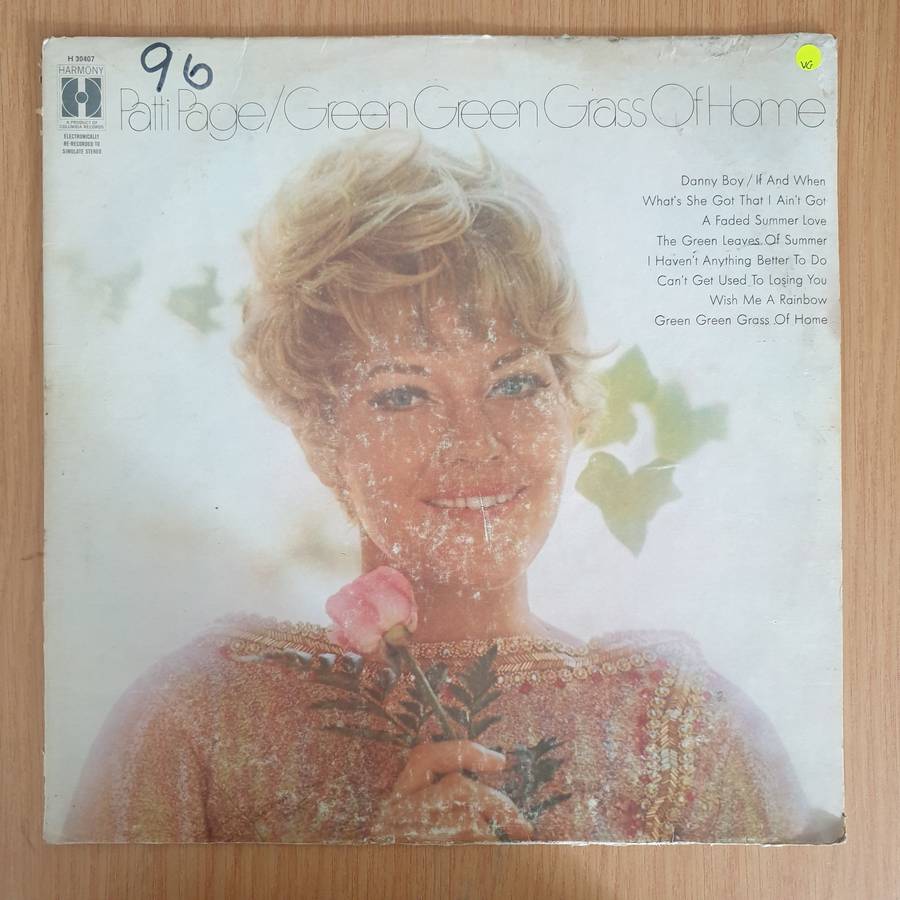 H 30407
HARMONY
A PRODUCT OF
COLUMBIA RECORDS
ELECTRONICALLY
RE-RECORDED TO
SIMULATE STEREO
96
VG
Patti Page/Green Green Grass Of Home
Danny Boy / If And When
What's She Got That I Ain't Got
A Faded Summer Love
The Green Leaves Of Summer
I Haven't Anything Better To Do
Can't Get Used To Losing You
Wish Me A Rainbow
Green Green Grass Of Home